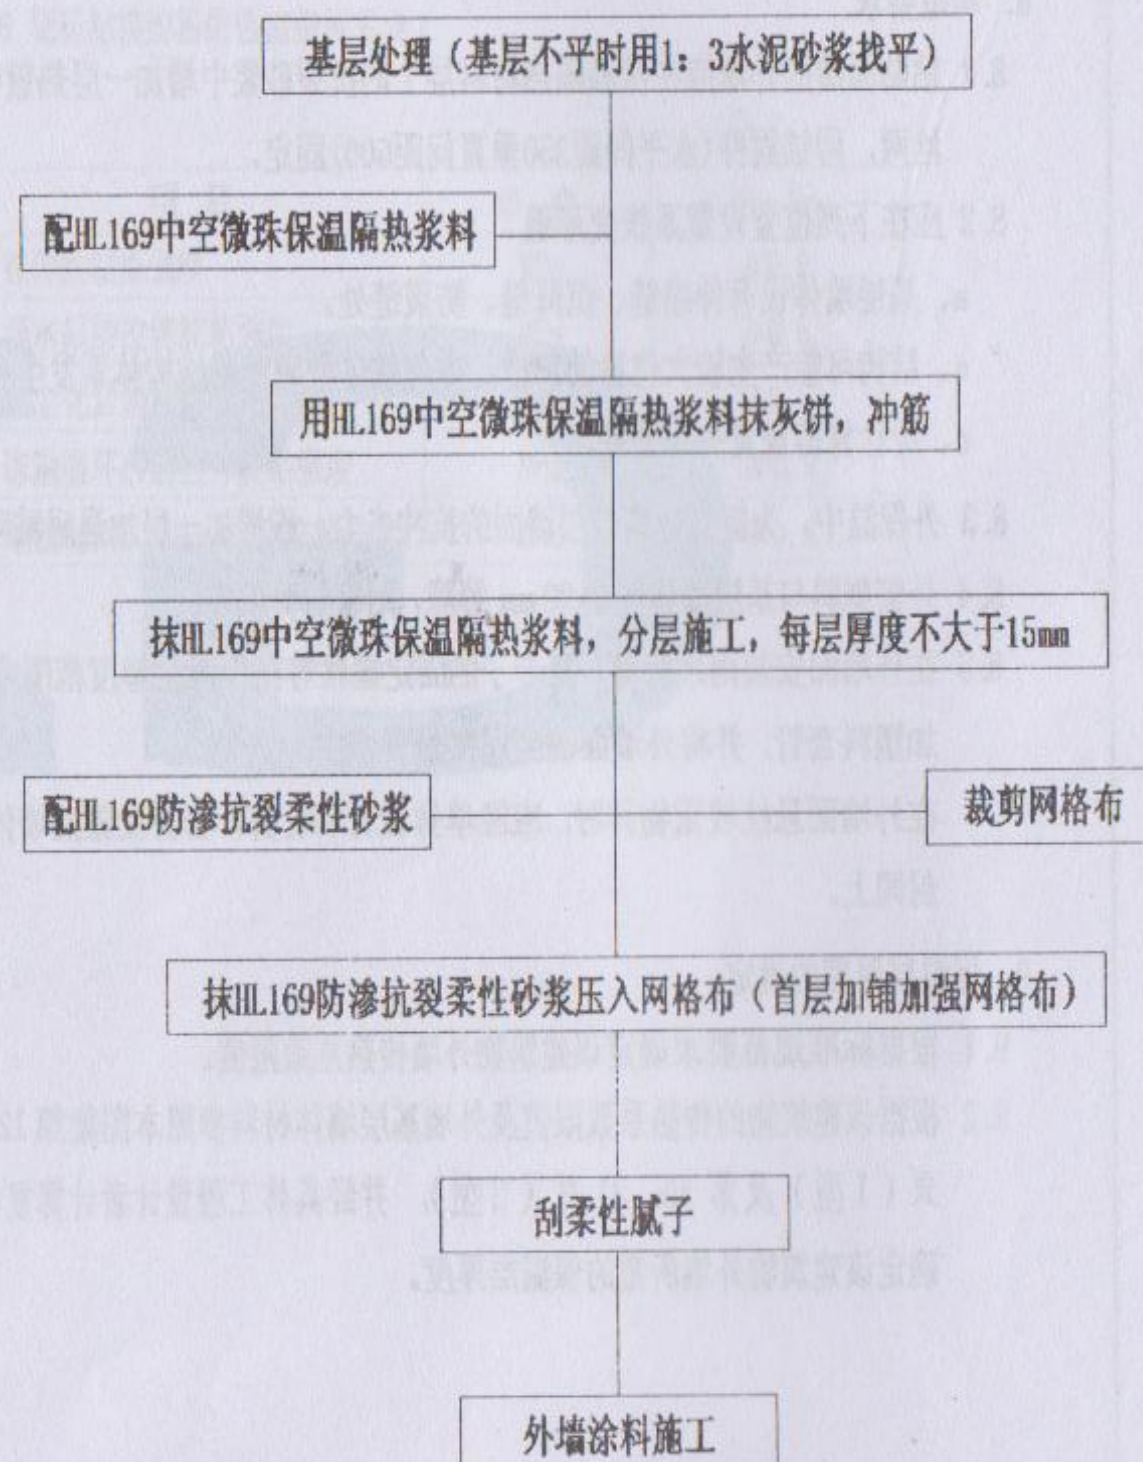 基层处理（基层不平时用1：3水泥砂浆找平）
配HL169中空微珠保温隔热浆料
用HL169中空微珠保温隔热浆料抹灰饼，冲筋
抹HL169中空微珠保温隔热浆料，分层施工，每层厚度不大于15mm
配HL169防渗抗裂柔性砂浆
裁剪网格布
抹HL169防渗抗裂柔性砂浆压入网格布（首层加铺加强网格布）
刮柔性腻子
外墙涂料施工